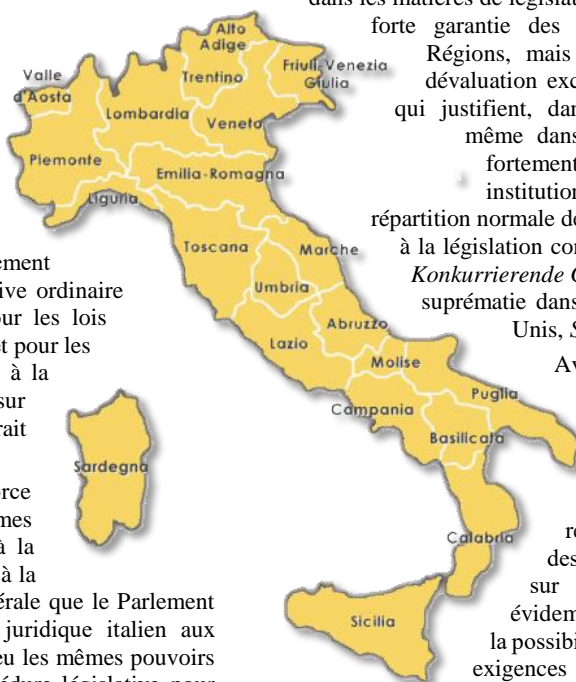 dans les matières de législat
forte garantie des
Régions, mais
dévaluation exc
qui justifient, dan
même dans
fortement
institution
répartition normale de
à la législation con
Konkurrierende
suprématie dans
Unis, S
Av
ement
ive ordinaire
our les lois
et pour les
à la
sur
rait
rce
mes
à la
à la
érale que le Parlement
juridique italien aux
eu les mêmes pouvoirs
re
des
sur
évidem
la possibi
exigences
Alto
Adige
Valle
d'Aosta
Trentino
Friuli-Venezia
Giulia
Lombardia
Veneto
Piemonte
Emilia-Romagna
Liguria
Toscana
Marche
Umbria
Abruzzo
Lazio
Molise
Puglia
Campania
Basilicata
Sardegna
Calabria
Sicilia